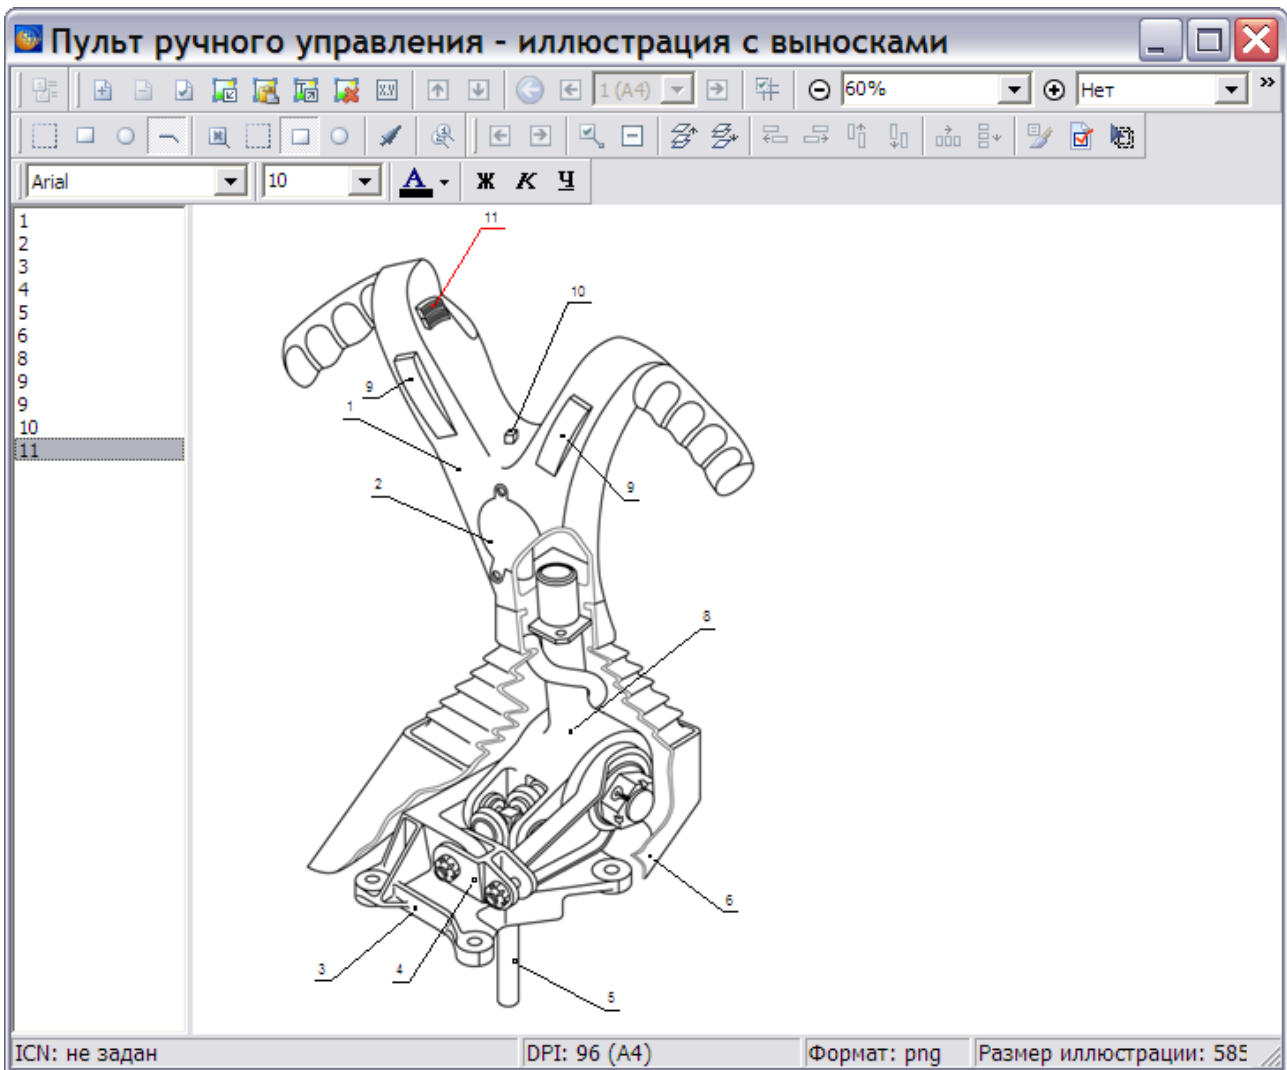 Пульт ручного управления - иллюстрация с выносками
X.Y
1 (A4)
60%
Нет
»
Arial
10
A
Ж К Ч
1
2
3
4
5
6
8
9
9
10
11
11
10
9
1
9
2
8
6
3
4
5
ICN: не задан
DPI: 96 (A4)
Формат: png
Размер иллюстрации: 585